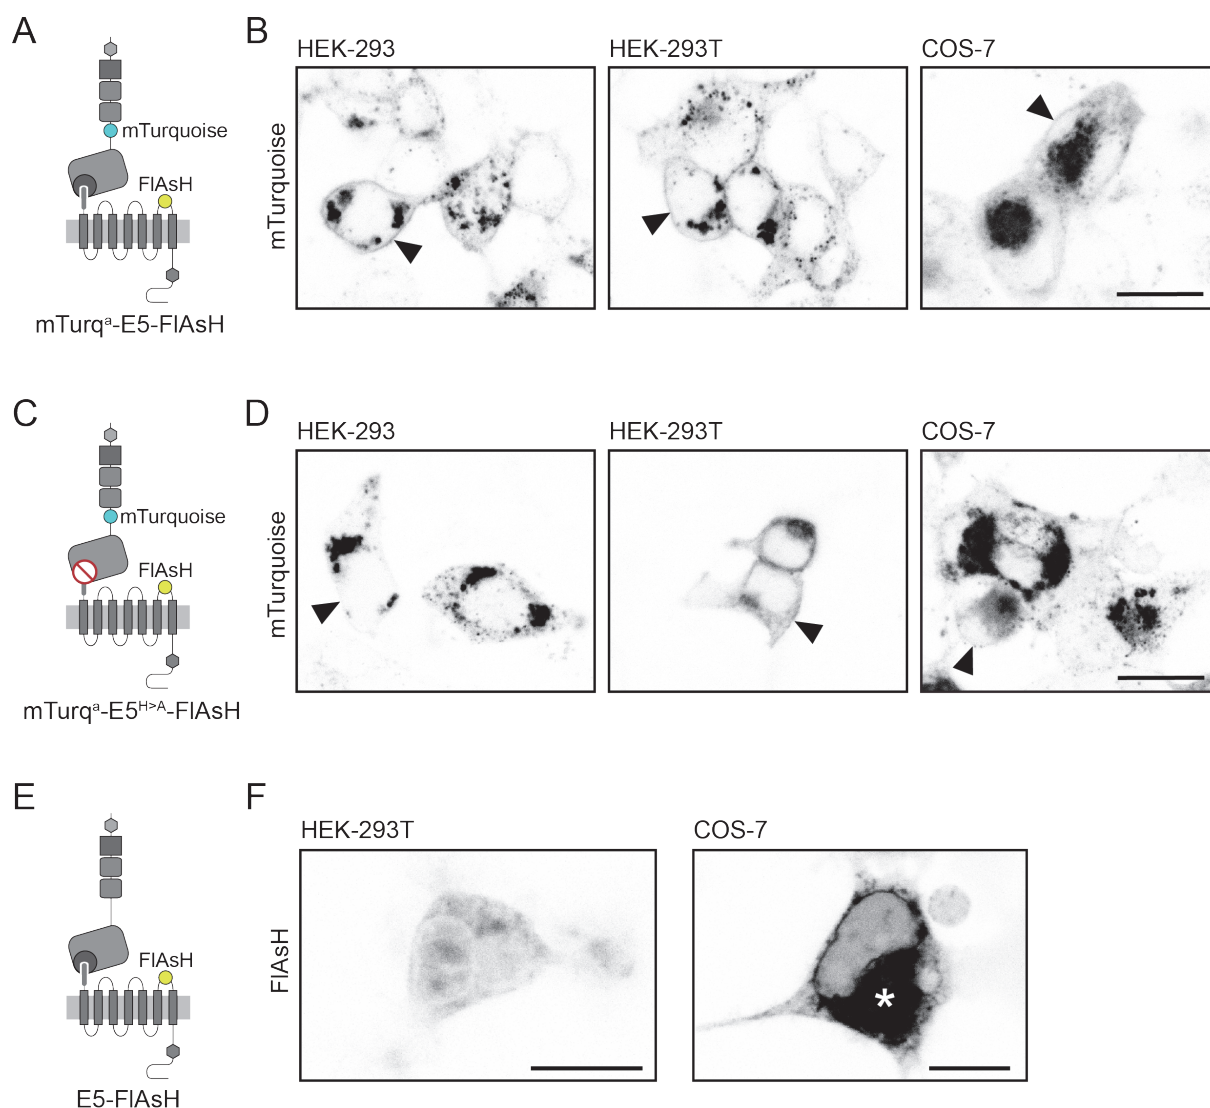 A
mTurquoise
FlAsH
mTurqᵃ-E5-FlAsH
B
HEK-293
HEK-293T
COS-7
mTurquoise
C
mTurquoise
FlAsH
mTurqᵃ-E5ᴴ﹥ᴬ-FlAsH
D
HEK-293
HEK-293T
COS-7
mTurquoise
E
FlAsH
E5-FlAsH
F
HEK-293T
COS-7
FlAsH
*